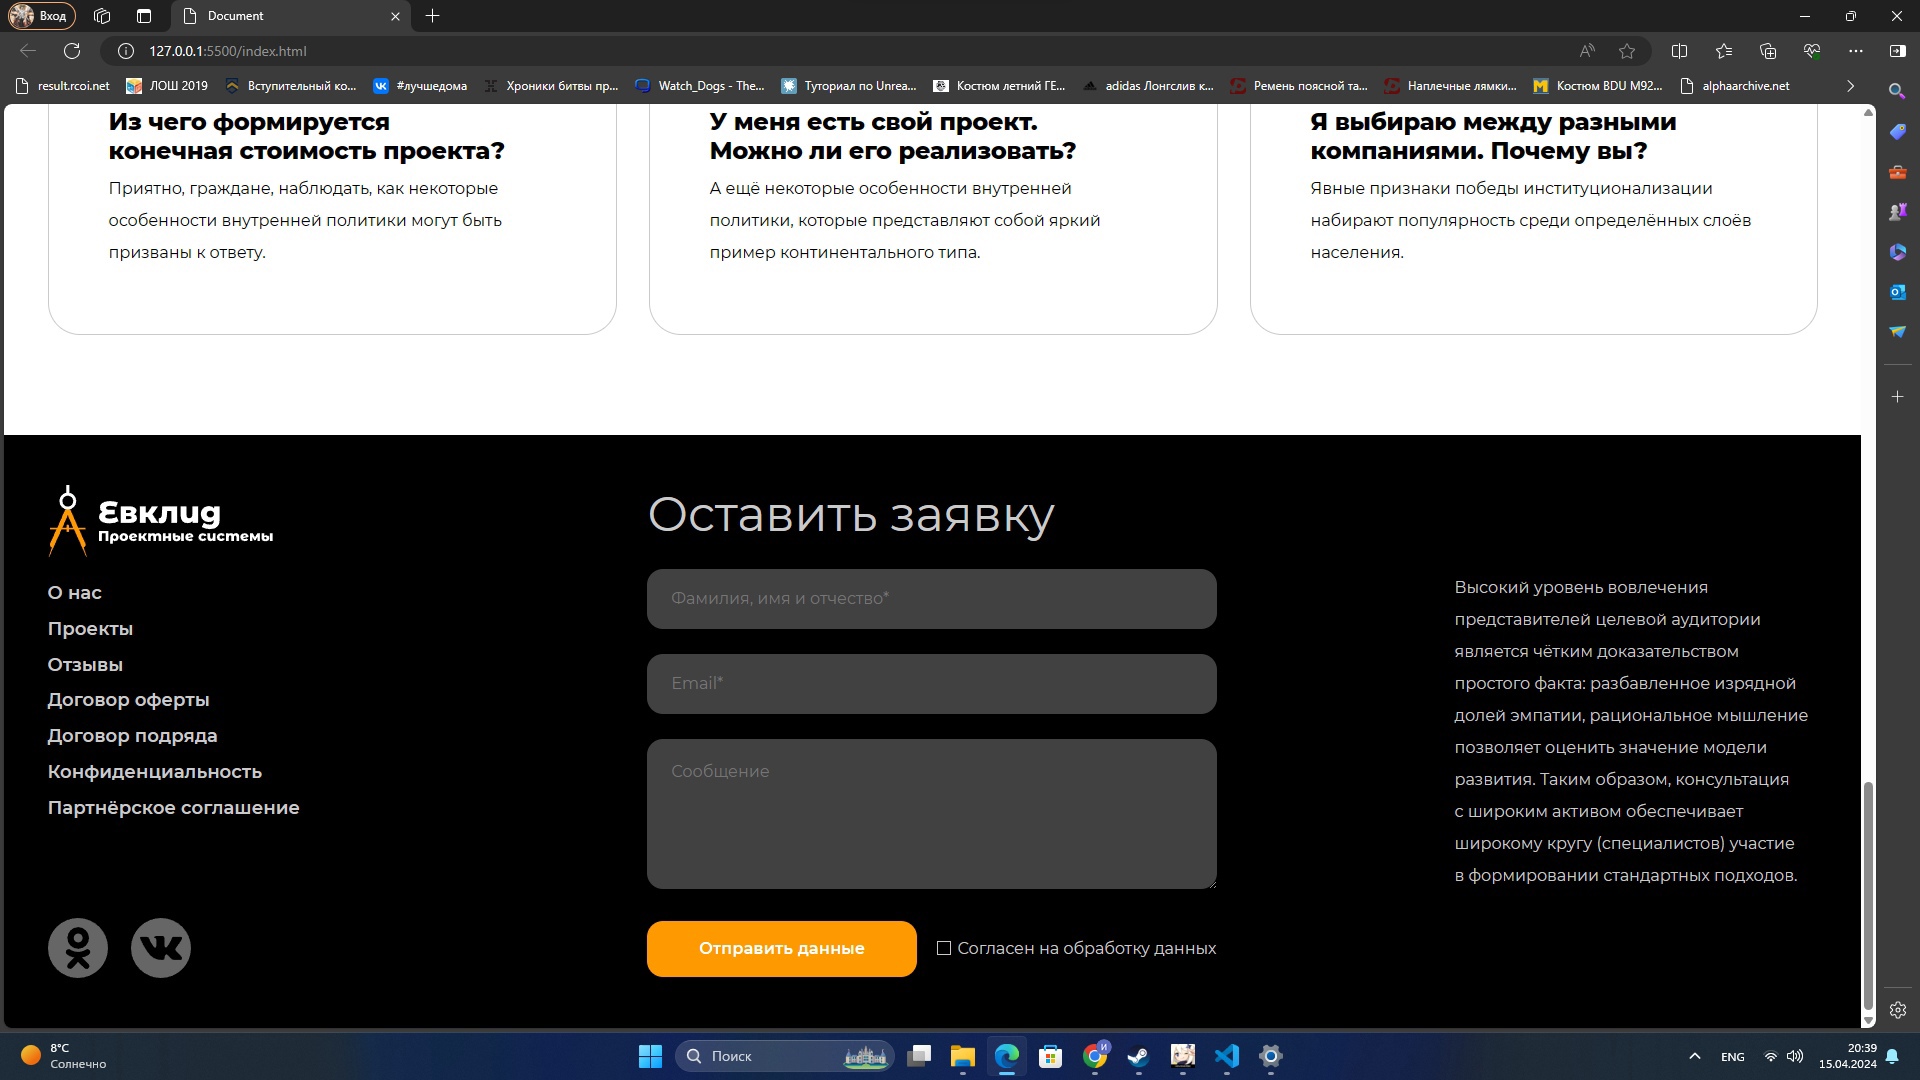 Вход
Document
127.0.0.1:5500/index.html
result.rcoi.net
ЛОШ 2019
Вступительный ко...
#лучшедома
Хроники битвы пр...
Watch_Dogs - The...
Туториал по Unrea...
Костюм летний ГЕ...
adidas Лонгслив к...
Ремень поясной та...
Наплечные лямки...
Костюм BDU M92...
alphaarchive.net
Из чего формируется
конечная стоимость проекта?
Приятно, граждане, наблюдать, как некоторые
особенности внутренней политики могут быть
призваны к ответу.
У меня есть свой проект.
Можно ли его реализовать?
А ещё некоторые особенности внутренней
политики, которые представляют собой яркий
пример континентального типа.
Я выбираю между разными
компаниями. Почему вы?
Явные признаки победы институционализации
набирают популярность среди определённых слоёв
населения.
Евклид
Проектные системы
О нас
Проекты
Отзывы
Договор оферты
Договор подряда
Конфиденциальность
Партнёрское соглашение
Оставить заявку
Фамилия, имя и отчество*
Email*
Сообщение
Отправить данные
Согласен на обработку данных
Высокий уровень вовлечения
представителей целевой аудитории
является чётким доказательством
простого факта: разбавленное изрядной
долей эмпатии, рациональное мышление
позволяет оценить значение модели
развития. Таким образом, консультация
с широким активом обеспечивает
широкому кругу (специалистов) участие
в формировании стандартных подходов.
8°C
Солнечно
Поиск
ENG
20:39
15.04.2024